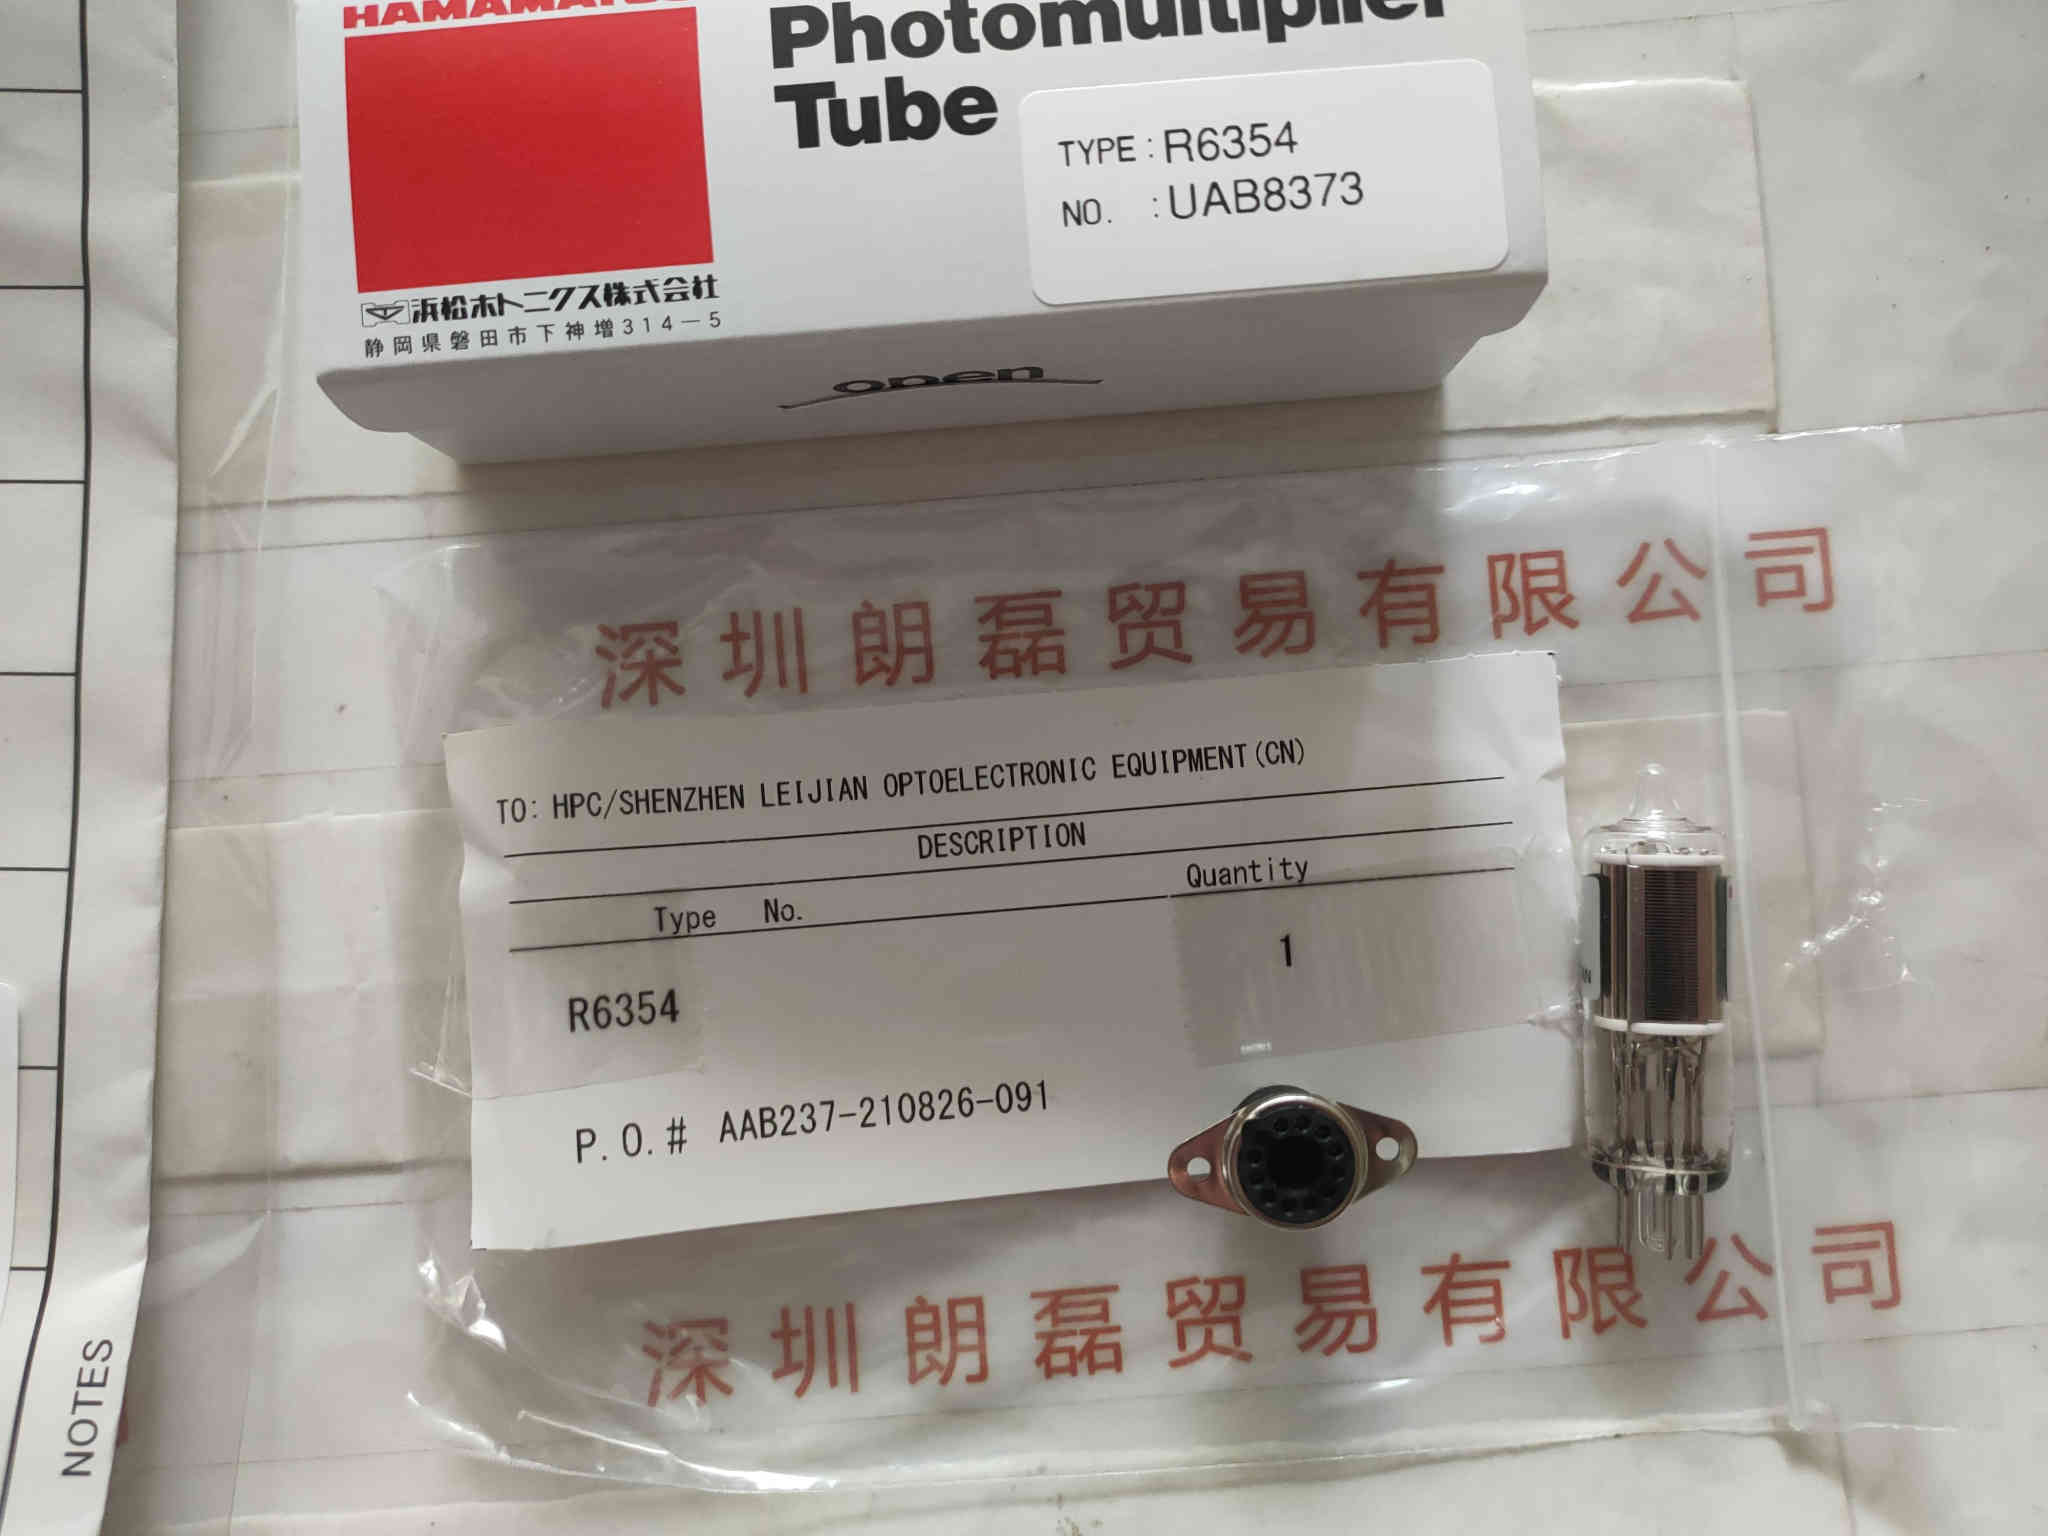 HAMAMATSU
Photomultiplier
Tube
TYPE : R6354
NO. : UAB8373
浜松ホトニクス株式会社
静岡県磐田市下神増314－5
open
深圳朗磊贸易有限公司
TO: HPC/SHENZHEN LEIJIAN OPTOELECTRONIC EQUIPMENT(CN)
DESCRIPTION
Type No. Quantity
R6354 1
P.O.# AAB237-210826-091
深圳朗磊贸易有限公司
NOTES